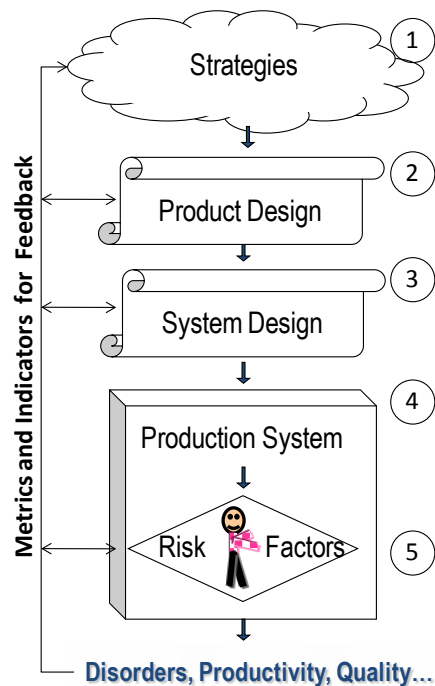 1
Strategies
2
Product Design
3
System Design
4
Production System
Risk Factors
5
Disorders, Productivity, Quality...
Metrics and Indicators for Feedback